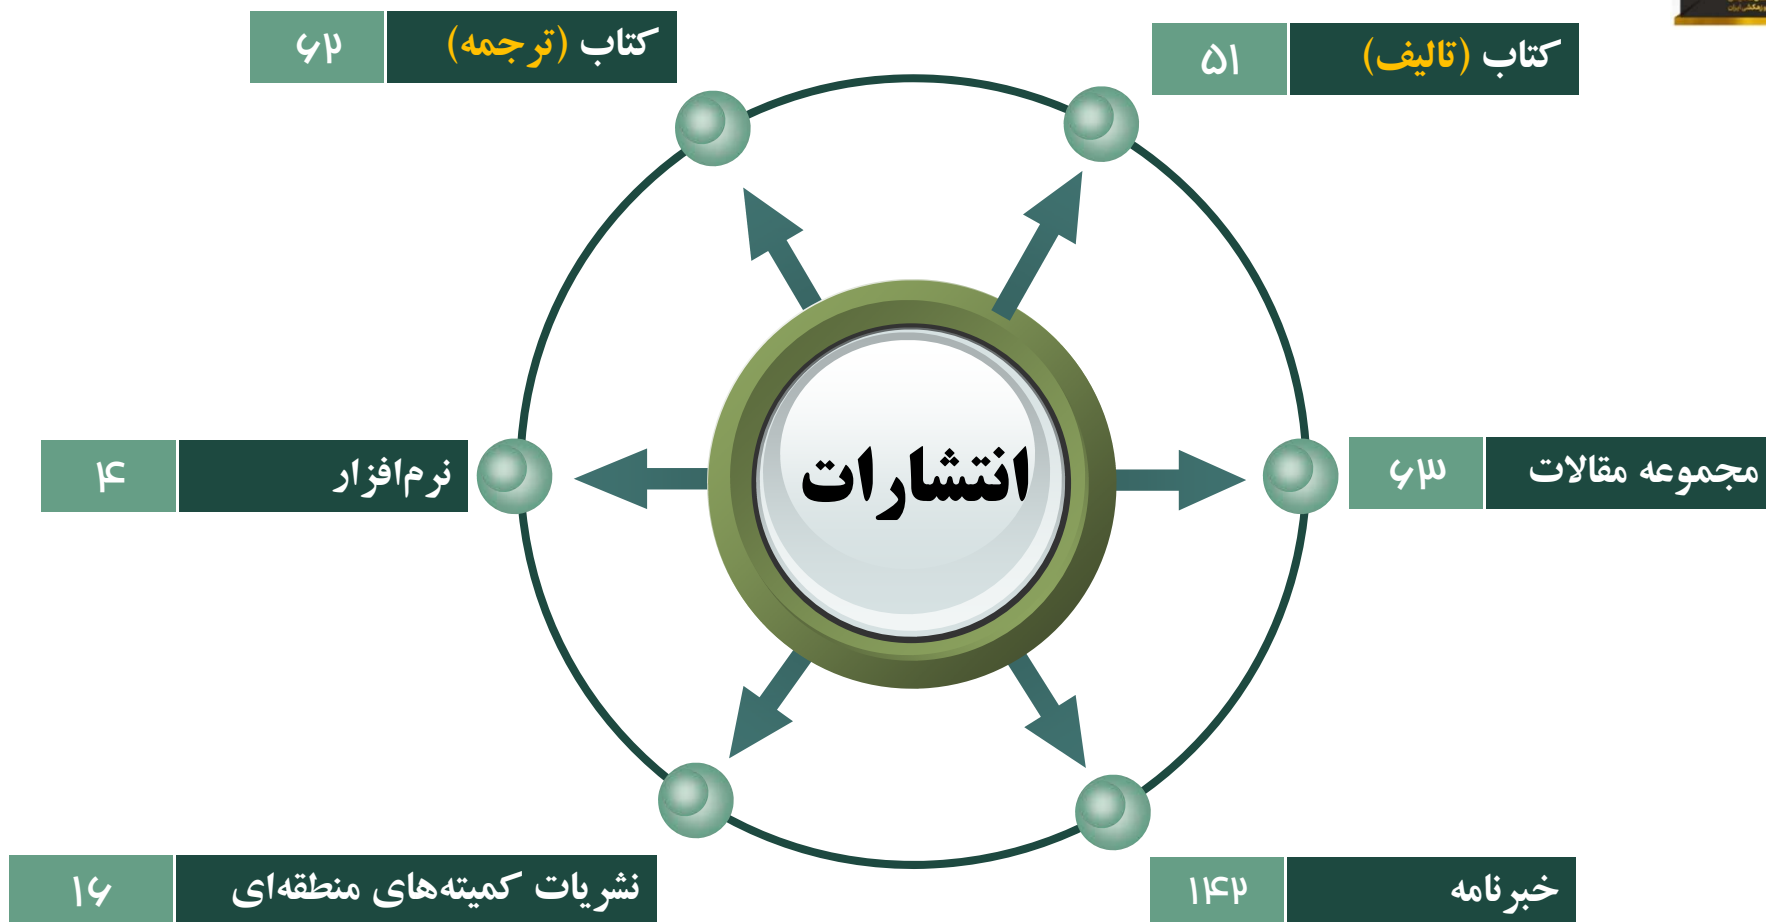 کتاب (تالیف) ۵۱
کتاب (ترجمه) ۶۲
مجموعه مقالات ۶۳
انتشارات
نرم‌افزار ۴
خبرنامه ۱۴۲
نشریات کمیته‌های منطقه‌ای ۱۶